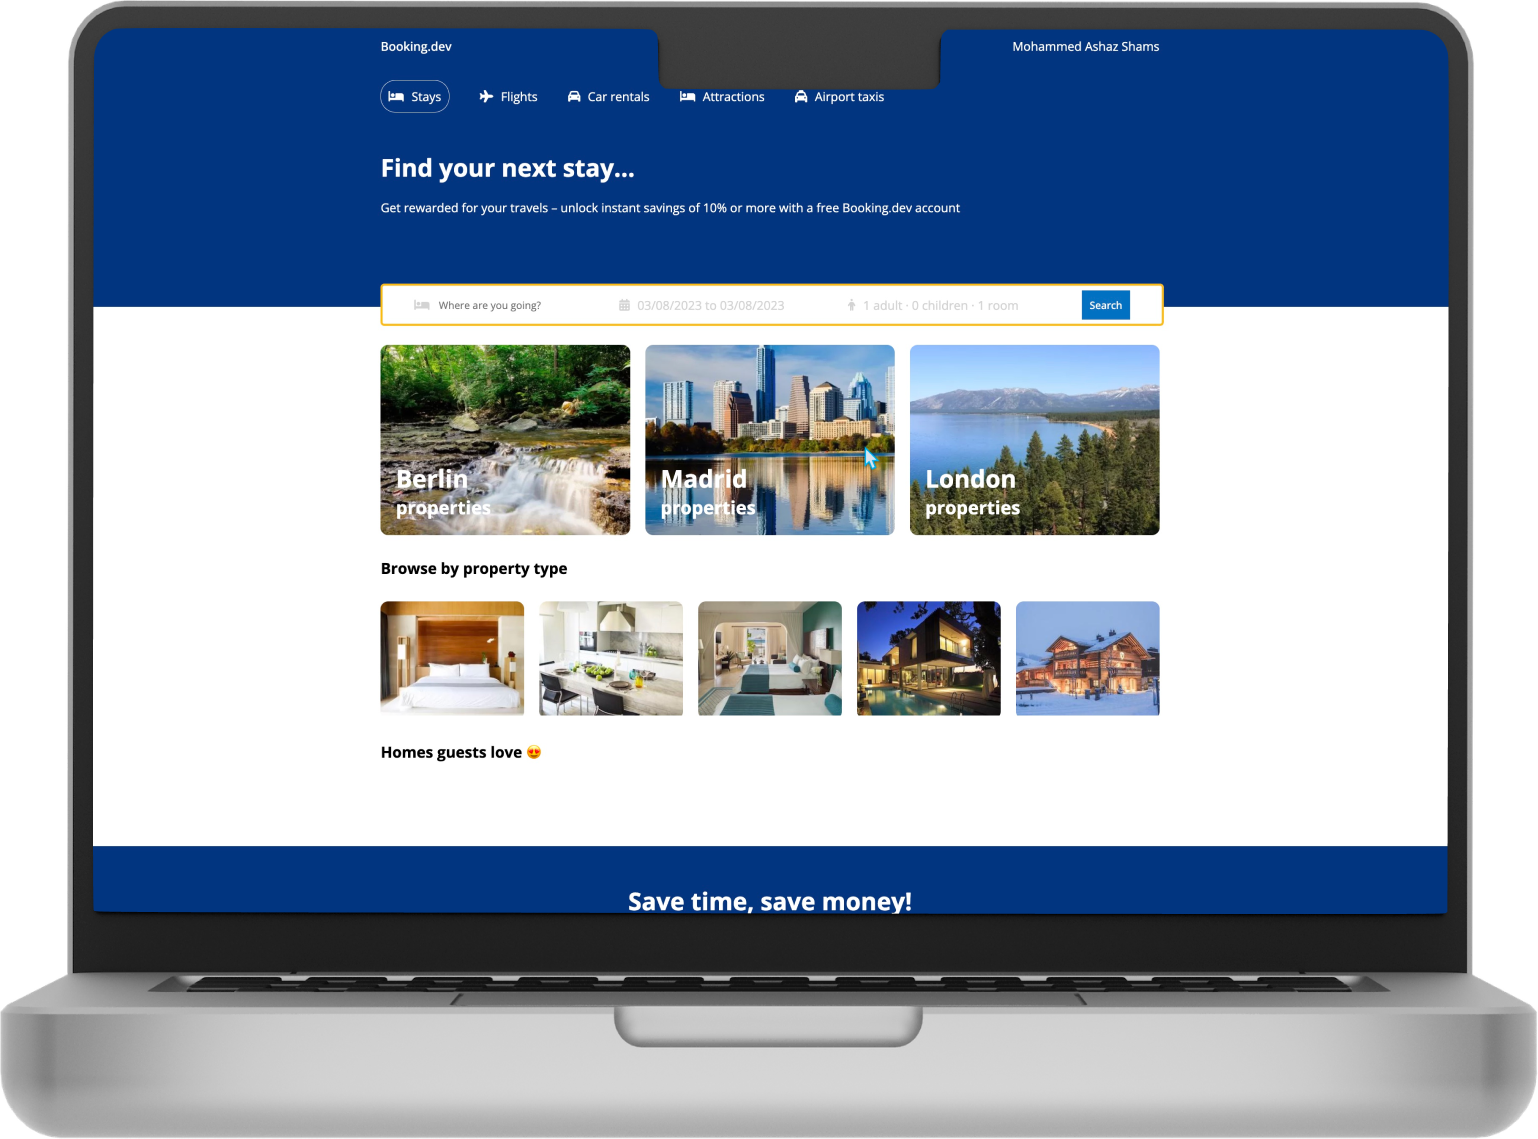 Booking.dev
Mohammed Ashaz Shams
Stays
Flights
Car rentals
Attractions
Airport taxis
Find your next stay...
Get rewarded for your travels – unlock instant savings of 10% or more with a free Booking.dev account
Where are you going?
03/08/2023 to 03/08/2023
1 adult · 0 children · 1 room
Search
Berlin
properties
Madrid
properties
London
properties
Browse by property type
Homes guests love 😍
Save time, save money!